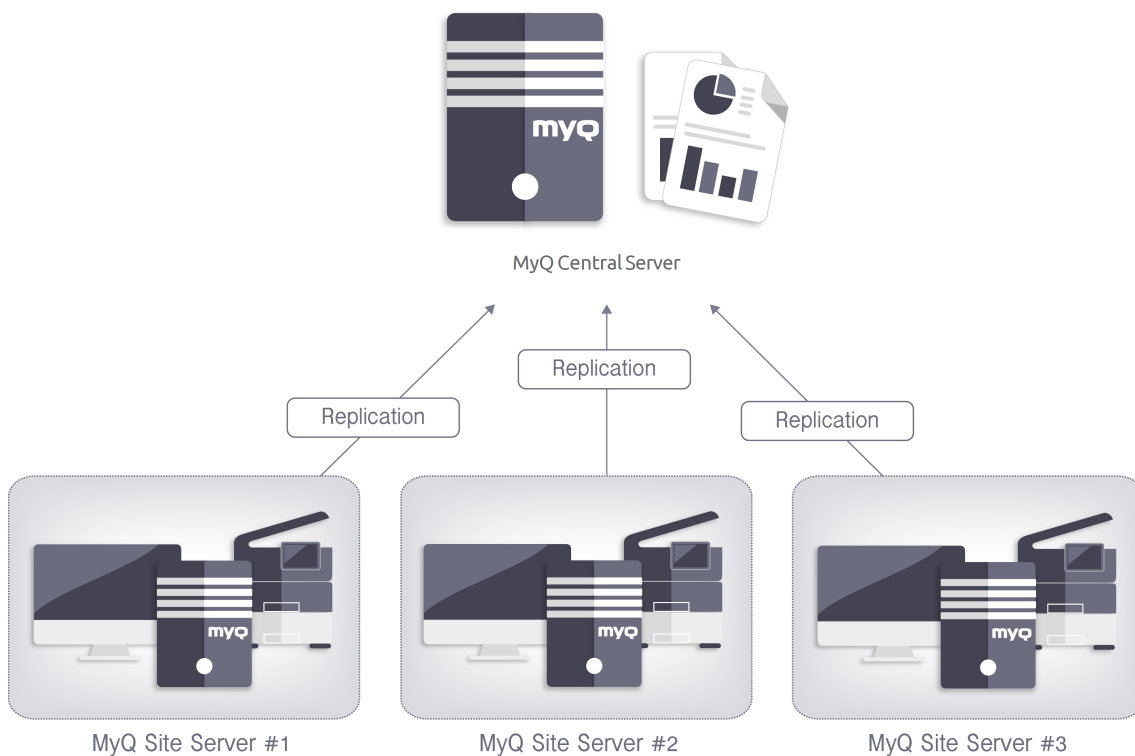 myQ
MyQ Central Server
Replication
Replication
Replication
myQ
myQ
myQ
MyQ Site Server #1
MyQ Site Server #2
MyQ Site Server #3